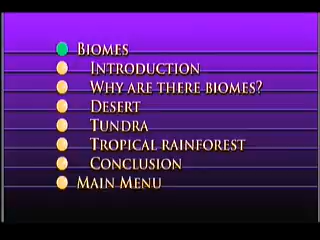 Biomes
Introduction
Why are there biomes?
Desert
Tundra
Tropical rainforest
Conclusion
Main Menu